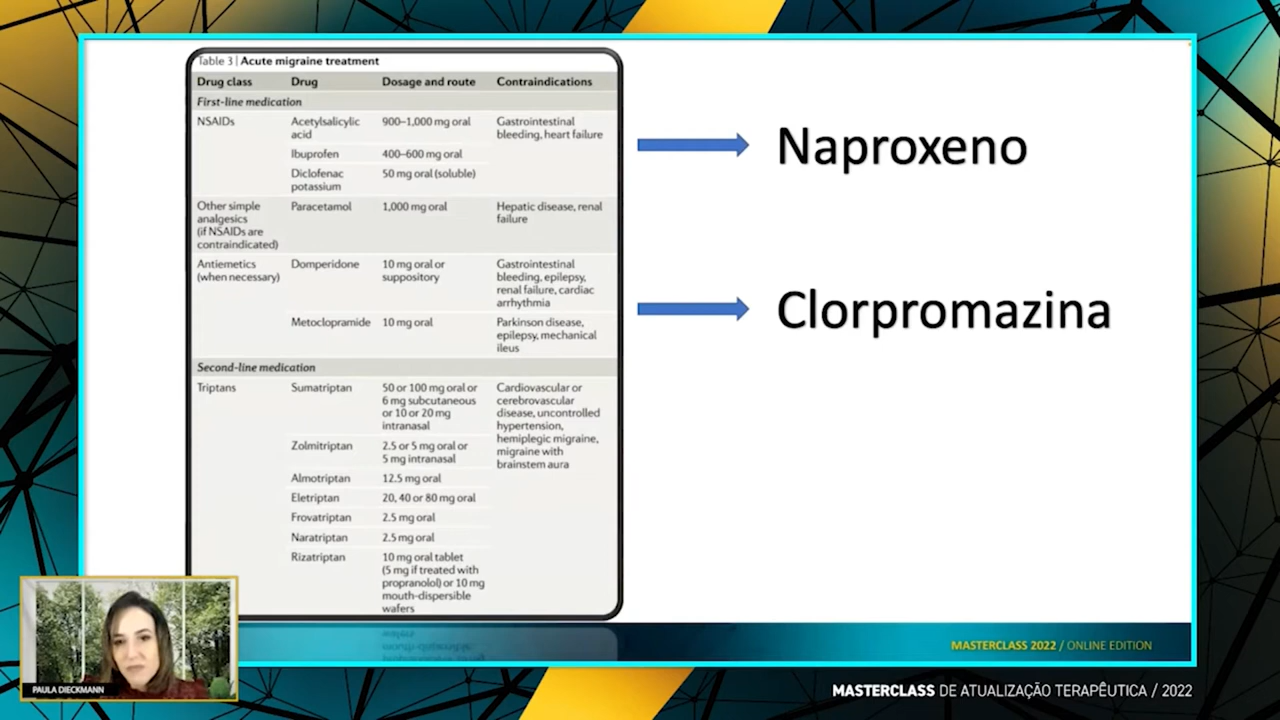 Table 3 | Acute migraine treatment
Drug class Drug Dosage and route Contraindications
First-line medication
NSAIDs Acetylsalicylic 900–1,000 mg oral Gastrointestinal
acid bleeding, heart failure
Ibuprofen 400–600 mg oral
Diclofenac 50 mg oral (soluble)
potassium
Other simple Paracetamol 1,000 mg oral Hepatic disease, renal
analgesics failure
(if NSAIDs are
contraindicated)
Antiemetics Domperidone 10 mg oral or Gastrointestinal
(when necessary) suppository bleeding, epilepsy,
renal failure, cardiac
arrhythmia
Metoclopramide 10 mg oral Parkinson disease,
epilepsy, mechanical
ileus
Second-line medication
Triptans Sumatriptan 50 or 100 mg oral or Cardiovascular or
6 mg subcutaneous cerebrovascular
or 10 or 20 mg disease, uncontrolled
intranasal hypertension,
hemiplegic migraine,
Zolmitriptan 2.5 or 5 mg oral or migraine with
5 mg intranasal brainstem aura
Almotriptan 12.5 mg oral
Eletriptan 20, 40 or 80 mg oral
Frovatriptan 2.5 mg oral
Naratriptan 2.5 mg oral
Rizatriptan 10 mg oral tablet
(5 mg if treated with
propranolol) or 10 mg
mouth-dispersible
wafers
Naproxeno
Clorpromazina
MASTERCLASS 2022 / ONLINE EDITION
PAULA DIECKMANN
MASTERCLASS DE ATUALIZAÇÃO TERAPÊUTICA / 2022